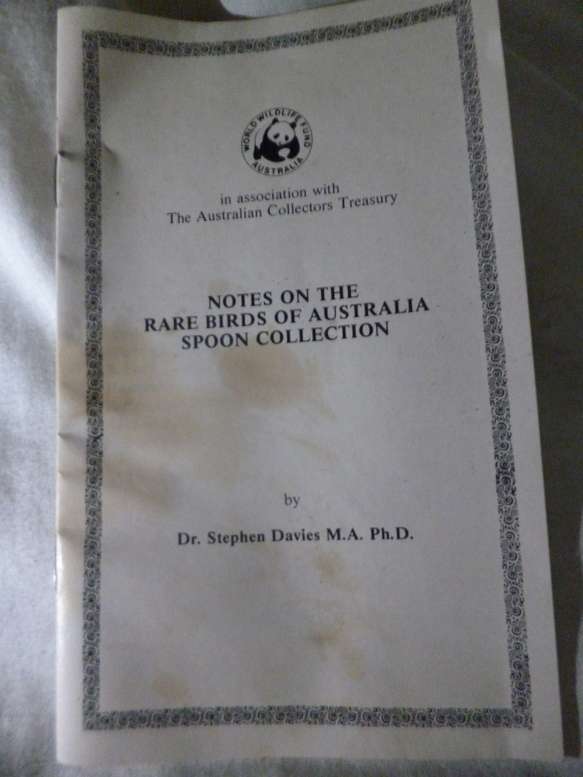 WORLD WILDLIFE FUND
AUSTRALIA
in association with
The Australian Collectors Treasury
NOTES ON THE
RARE BIRDS OF AUSTRALIA
SPOON COLLECTION
by
Dr. Stephen Davies M.A. Ph.D.